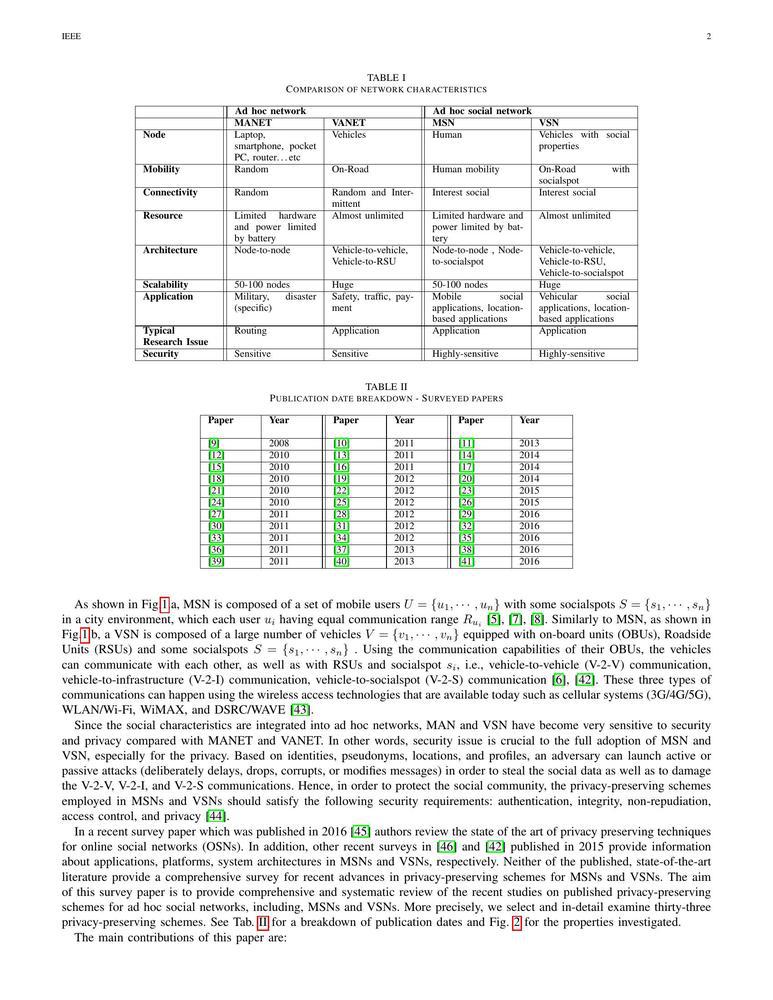 IEEE 2
TABLE I
COMPARISON OF NETWORK CHARACTERISTICS
Ad hoc network Ad hoc social network
MANET VANET MSN VSN
Node Laptop, Vehicles Human Vehicles with social
smartphone, pocket properties
PC, router...etc
Mobility Random On-Road Human mobility On-Road with
socialspot
Connectivity Random Random and Inter- Interest social Interest social
mittent
Resource Limited hardware Almost unlimited Limited hardware and Almost unlimited
and power limited power limited by bat-
by battery tery
Architecture Node-to-node Vehicle-to-vehicle, Node-to-node , Node- Vehicle-to-vehicle,
Vehicle-to-RSU to-socialspot Vehicle-to-RSU,
Vehicle-to-socialspot
Scalability 50-100 nodes Huge 50-100 nodes Huge
Application Military, disaster Safety, traffic, pay- Mobile social Vehicular social
(specific) ment applications, location- applications, location-
based applications based applications
Typical Routing Application Application Application
Research Issue
Security Sensitive Sensitive Highly-sensitive Highly-sensitive
TABLE II
PUBLICATION DATE BREAKDOWN - SURVEYED PAPERS
Paper Year Paper Year Paper Year
[9] 2008 [10] 2011 [11] 2013
[12] 2010 [13] 2011 [14] 2014
[15] 2010 [16] 2011 [17] 2014
[18] 2010 [19] 2012 [20] 2014
[21] 2010 [22] 2012 [23] 2015
[24] 2010 [25] 2012 [26] 2015
[27] 2011 [28] 2012 [29] 2016
[30] 2011 [31] 2012 [32] 2016
[33] 2011 [34] 2012 [35] 2016
[36] 2011 [37] 2013 [38] 2016
[39] 2011 [40] 2013 [41] 2016
As shown in Fig.1.a, MSN is composed of a set of mobile users U = {u1, ··· , un} with some socialspots S = {s1, ··· , sn}
in a city environment, which each user ui having equal communication range Rui [5], [7], [8]. Similarly to MSN, as shown in
Fig.1.b, a VSN is composed of a large number of vehicles V = {v1, ··· , vn} equipped with on-board units (OBUs), Roadside
Units (RSUs) and some socialspots S = {s1, ··· , sn} . Using the communication capabilities of their OBUs, the vehicles
can communicate with each other, as well as with RSUs and socialspot si, i.e., vehicle-to-vehicle (V-2-V) communication,
vehicle-to-infrastructure (V-2-I) communication, vehicle-to-socialspot (V-2-S) communication [6], [42]. These three types of
communications can happen using the wireless access technologies that are available today such as cellular systems (3G/4G/5G),
WLAN/Wi-Fi, WiMAX, and DSRC/WAVE [43].
Since the social characteristics are integrated into ad hoc networks, MAN and VSN have become very sensitive to security
and privacy compared with MANET and VANET. In other words, security issue is crucial to the full adoption of MSN and
VSN, especially for the privacy. Based on identities, pseudonyms, locations, and profiles, an adversary can launch active or
passive attacks (deliberately delays, drops, corrupts, or modifies messages) in order to steal the social data as well as to damage
the V-2-V, V-2-I, and V-2-S communications. Hence, in order to protect the social community, the privacy-preserving schemes
employed in MSNs and VSNs should satisfy the following security requirements: authentication, integrity, non-repudiation,
access control, and privacy [44].
In a recent survey paper which was published in 2016 [45] authors review the state of the art of privacy preserving techniques
for online social networks (OSNs). In addition, other recent surveys in [46] and [42] published in 2015 provide information
about applications, platforms, system architectures in MSNs and VSNs, respectively. Neither of the published, state-of-the-art
literature provide a comprehensive survey for recent advances in privacy-preserving schemes for MSNs and VSNs. The aim
of this survey paper is to provide comprehensive and systematic review of the recent studies on published privacy-preserving
schemes for ad hoc social networks, including, MSNs and VSNs. More precisely, we select and in-detail examine thirty-three
privacy-preserving schemes. See Tab. II for a breakdown of publication dates and Fig. 2 for the properties investigated.
The main contributions of this paper are: